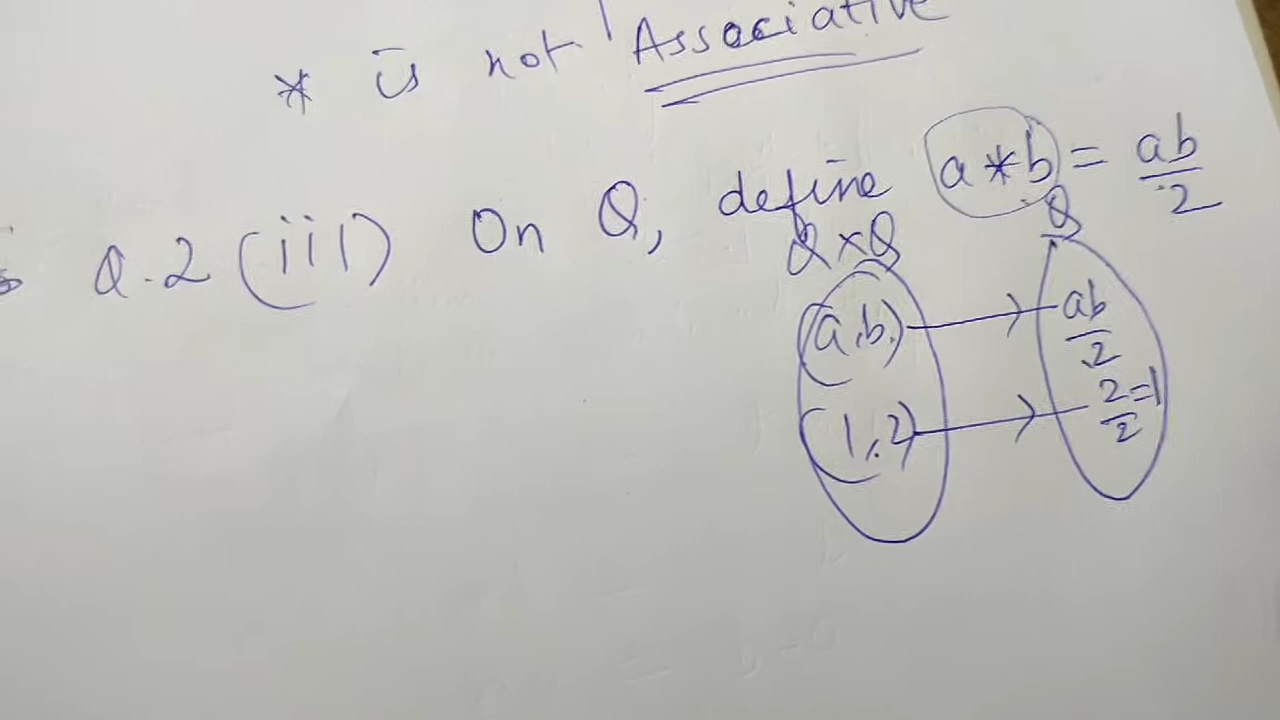 * is not Associative
Q.2 (iii) On Q, define a*b = ab/2
Q×Q Q
(a,b) ab/2
(1,2) 2/2=1